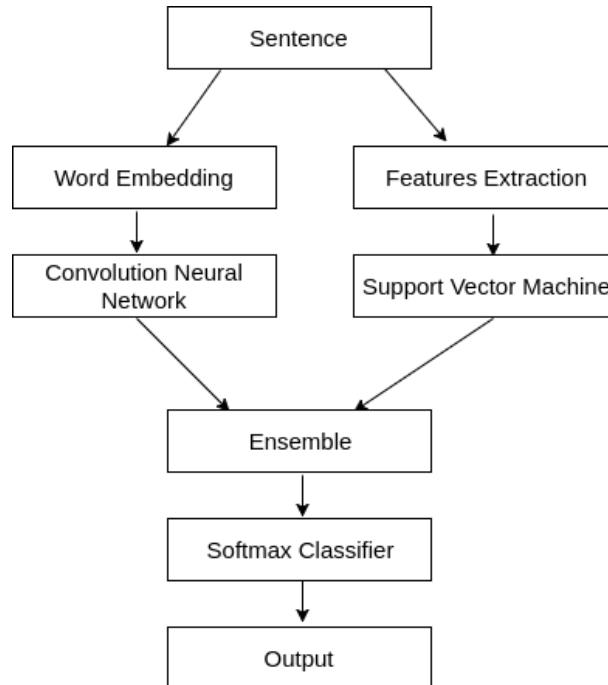 Sentence
Word Embedding
Features Extraction
Convolution Neural
Network
Support Vector Machine
Ensemble
Softmax Classifier
Output